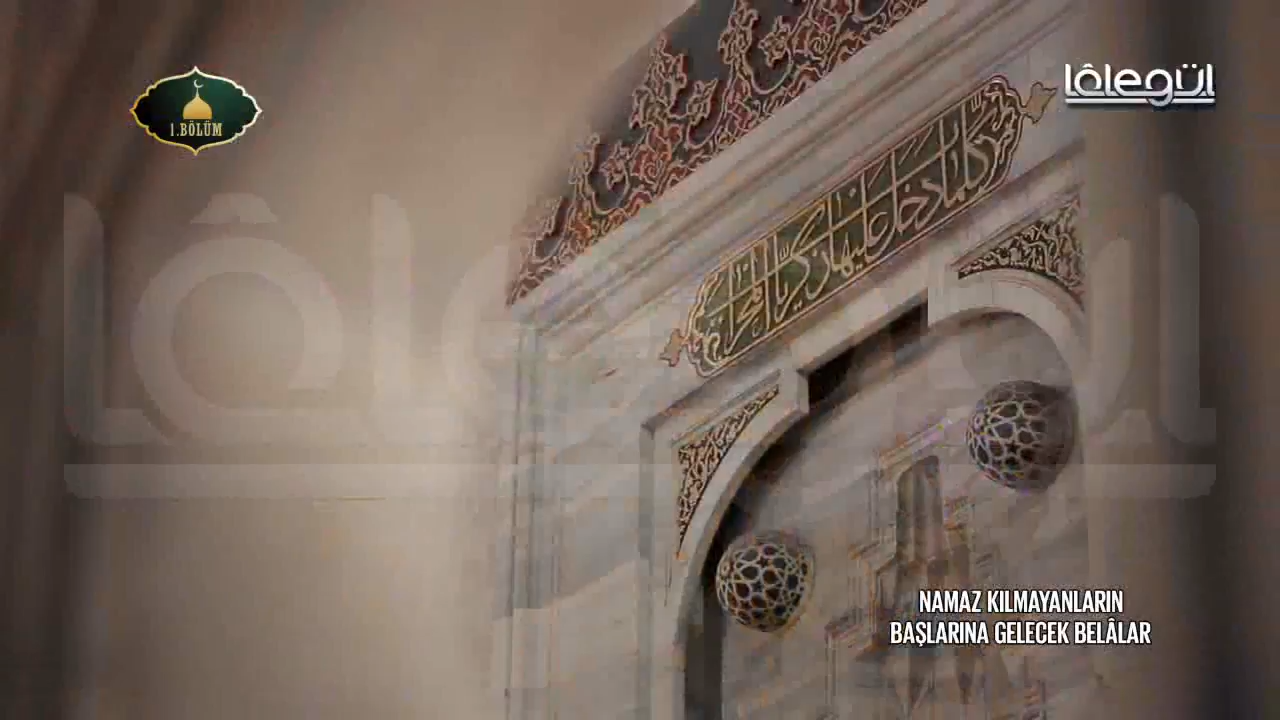 1.BÖLÜM
lâlegül
كلما دخل عليها زكريا المحراب
NAMAZ KILMAYANLARIN
BAŞLARINA GELECEK BELÂLAR